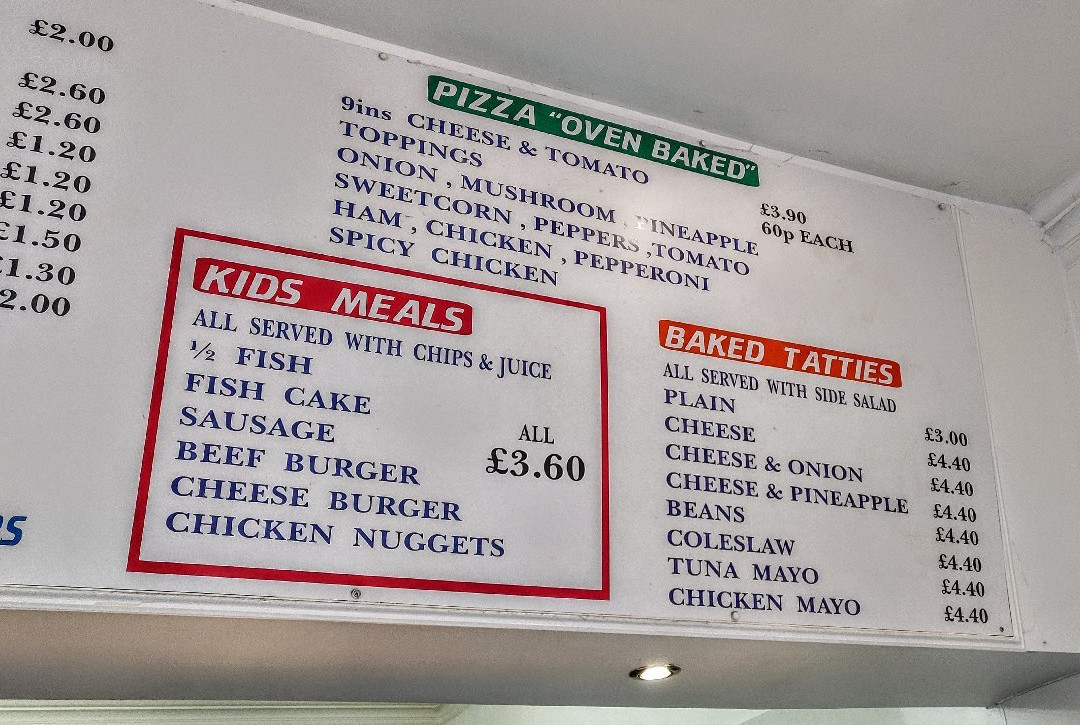 £2.00
£2.60
£2.60
£1.20
£1.20
£1.20
£1.50
£1.30
2.00
PIZZA "OVEN BAKED"
9ins CHEESE & TOMATO £3.90
TOPPINGS 60p EACH
ONION , MUSHROOM , PINEAPPLE
SWEETCORN , PEPPERS ,TOMATO
HAM , CHICKEN , PEPPERONI
SPICY CHICKEN
KIDS MEALS
ALL SERVED WITH CHIPS & JUICE
½ FISH
FISH CAKE
SAUSAGE ALL
BEEF BURGER £3.60
CHEESE BURGER
CHICKEN NUGGETS
BAKED TATTIES
ALL SERVED WITH SIDE SALAD
PLAIN £3.00
CHEESE £4.40
CHEESE & ONION £4.40
CHEESE & PINEAPPLE £4.40
BEANS £4.40
COLESLAW £4.40
TUNA MAYO £4.40
CHICKEN MAYO £4.40